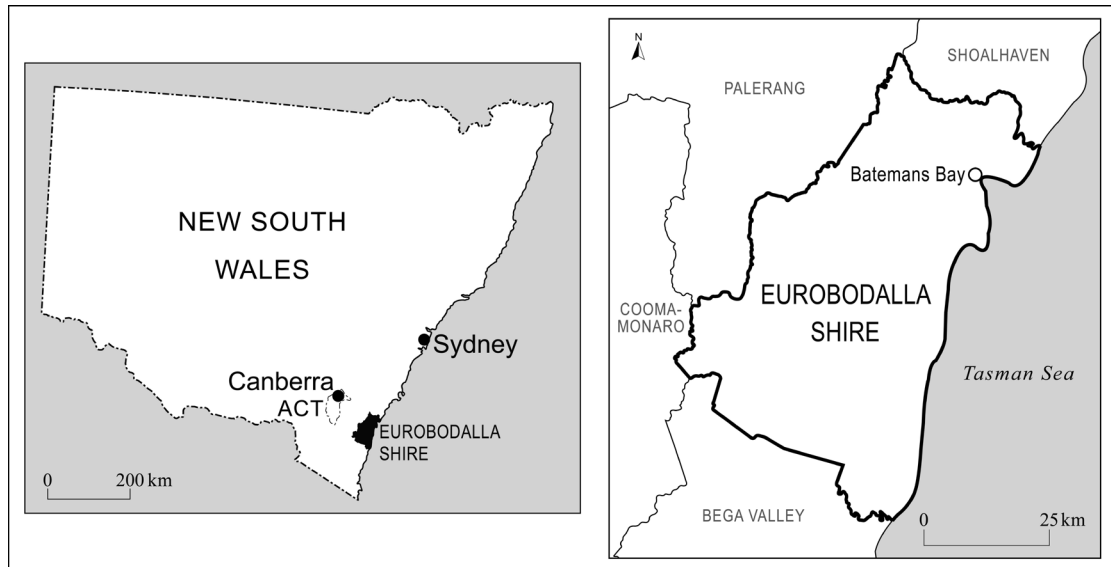 NEW SOUTH
WALES
Sydney
Canberra
ACT
EUROBODALLA
SHIRE
0 200 km
N
SHOALHAVEN
PALERANG
Batemans Bay
EUROBODALLA
SHIRE
COOMA-
MONARO
Tasman Sea
BEGA VALLEY
0 25 km